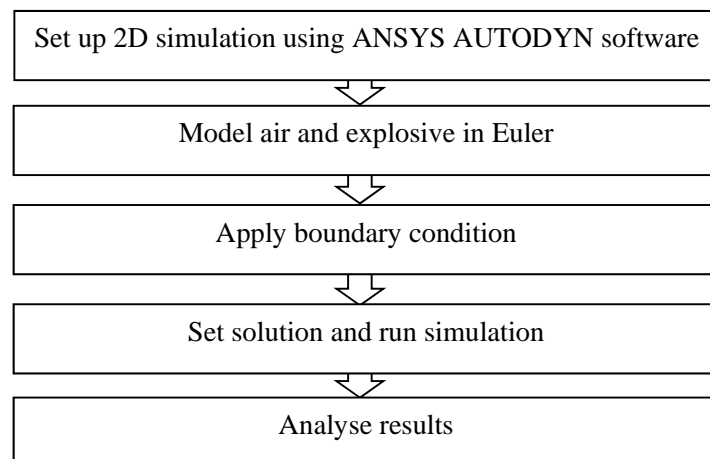 Set up 2D simulation using ANSYS AUTODYN software
Model air and explosive in Euler
Apply boundary condition
Set solution and run simulation
Analyse results